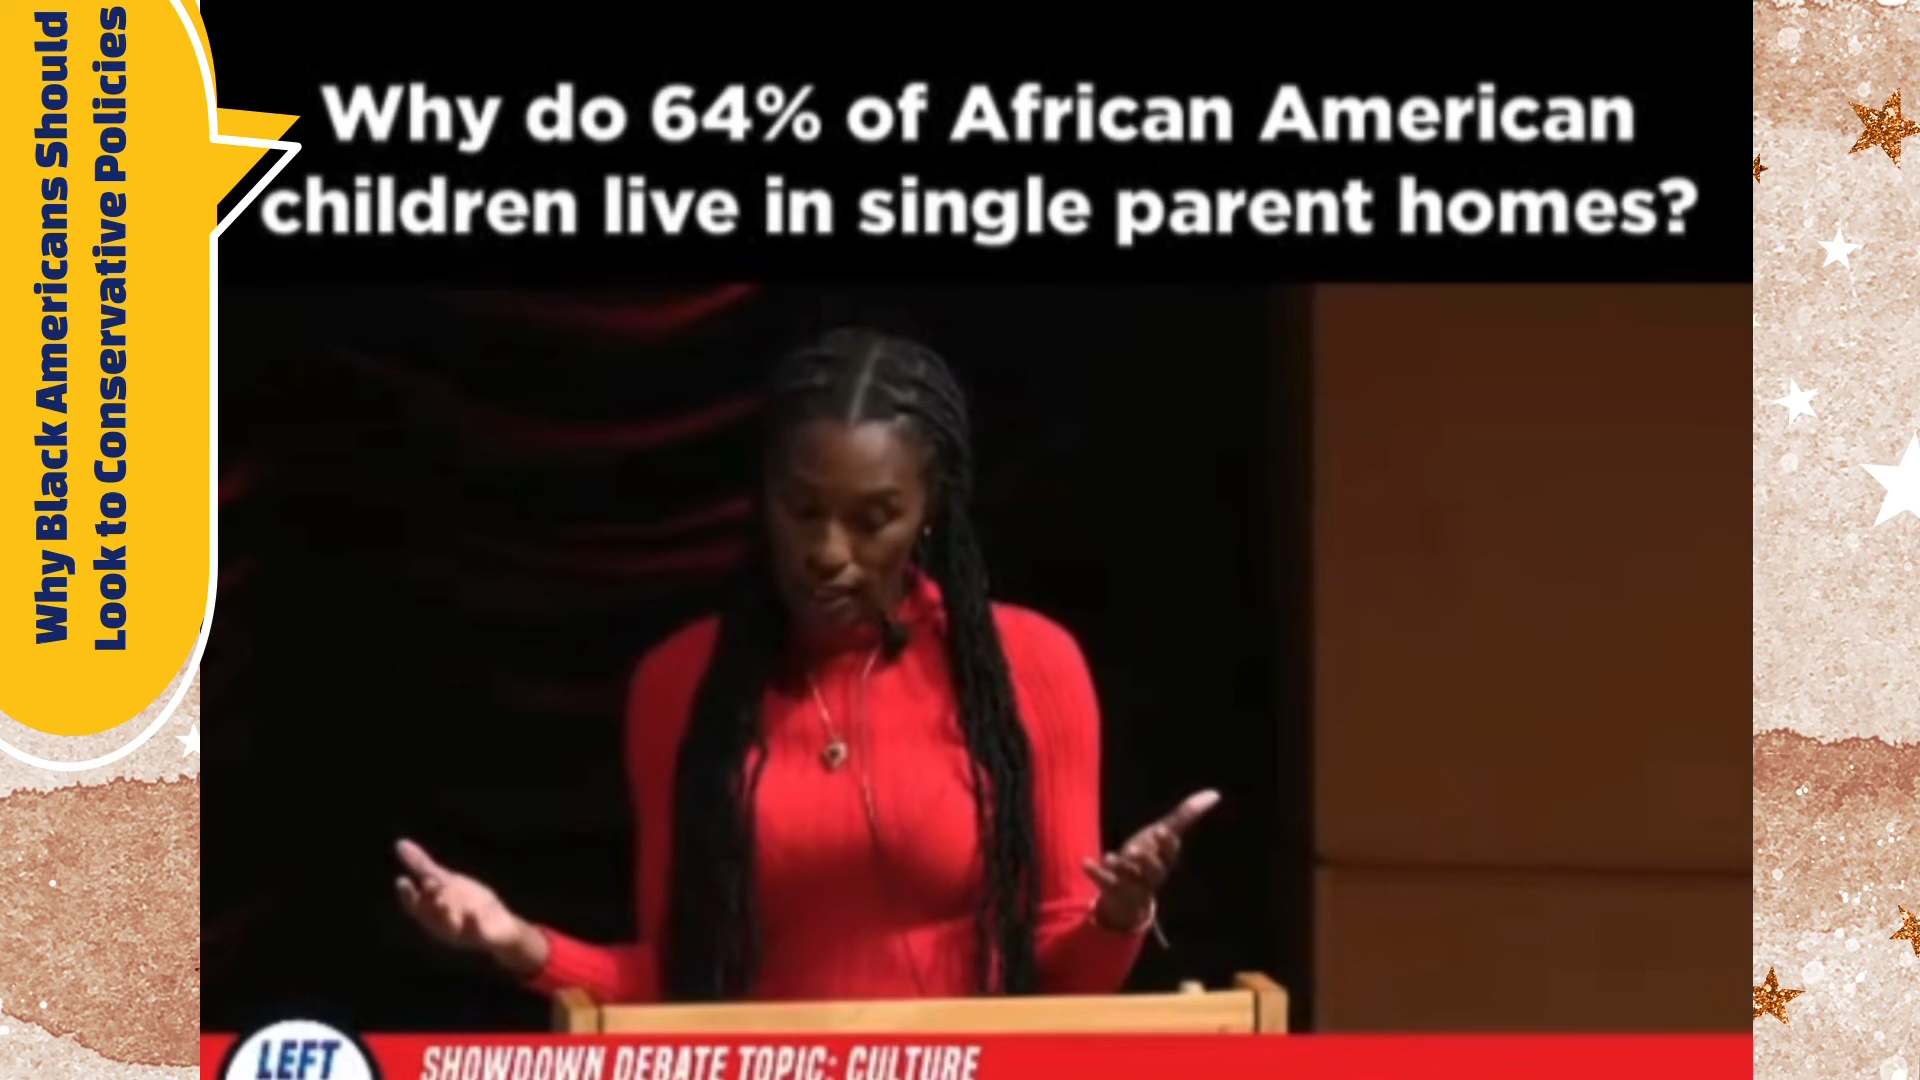 Why Black Americans Should
Look to Conservative Policies
Why do 64% of African American
children live in single parent homes?
LEFT
SHOWDOWN DEBATE TOPIC: CULTURE